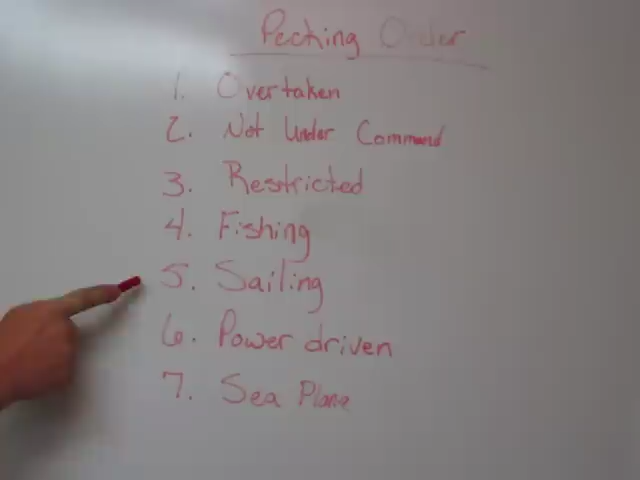 Pecking Order
1. Overtaken
2. Not Under Command
3. Restricted
4. Fishing
5. Sailing
6. Power driven
7. Sea Plane